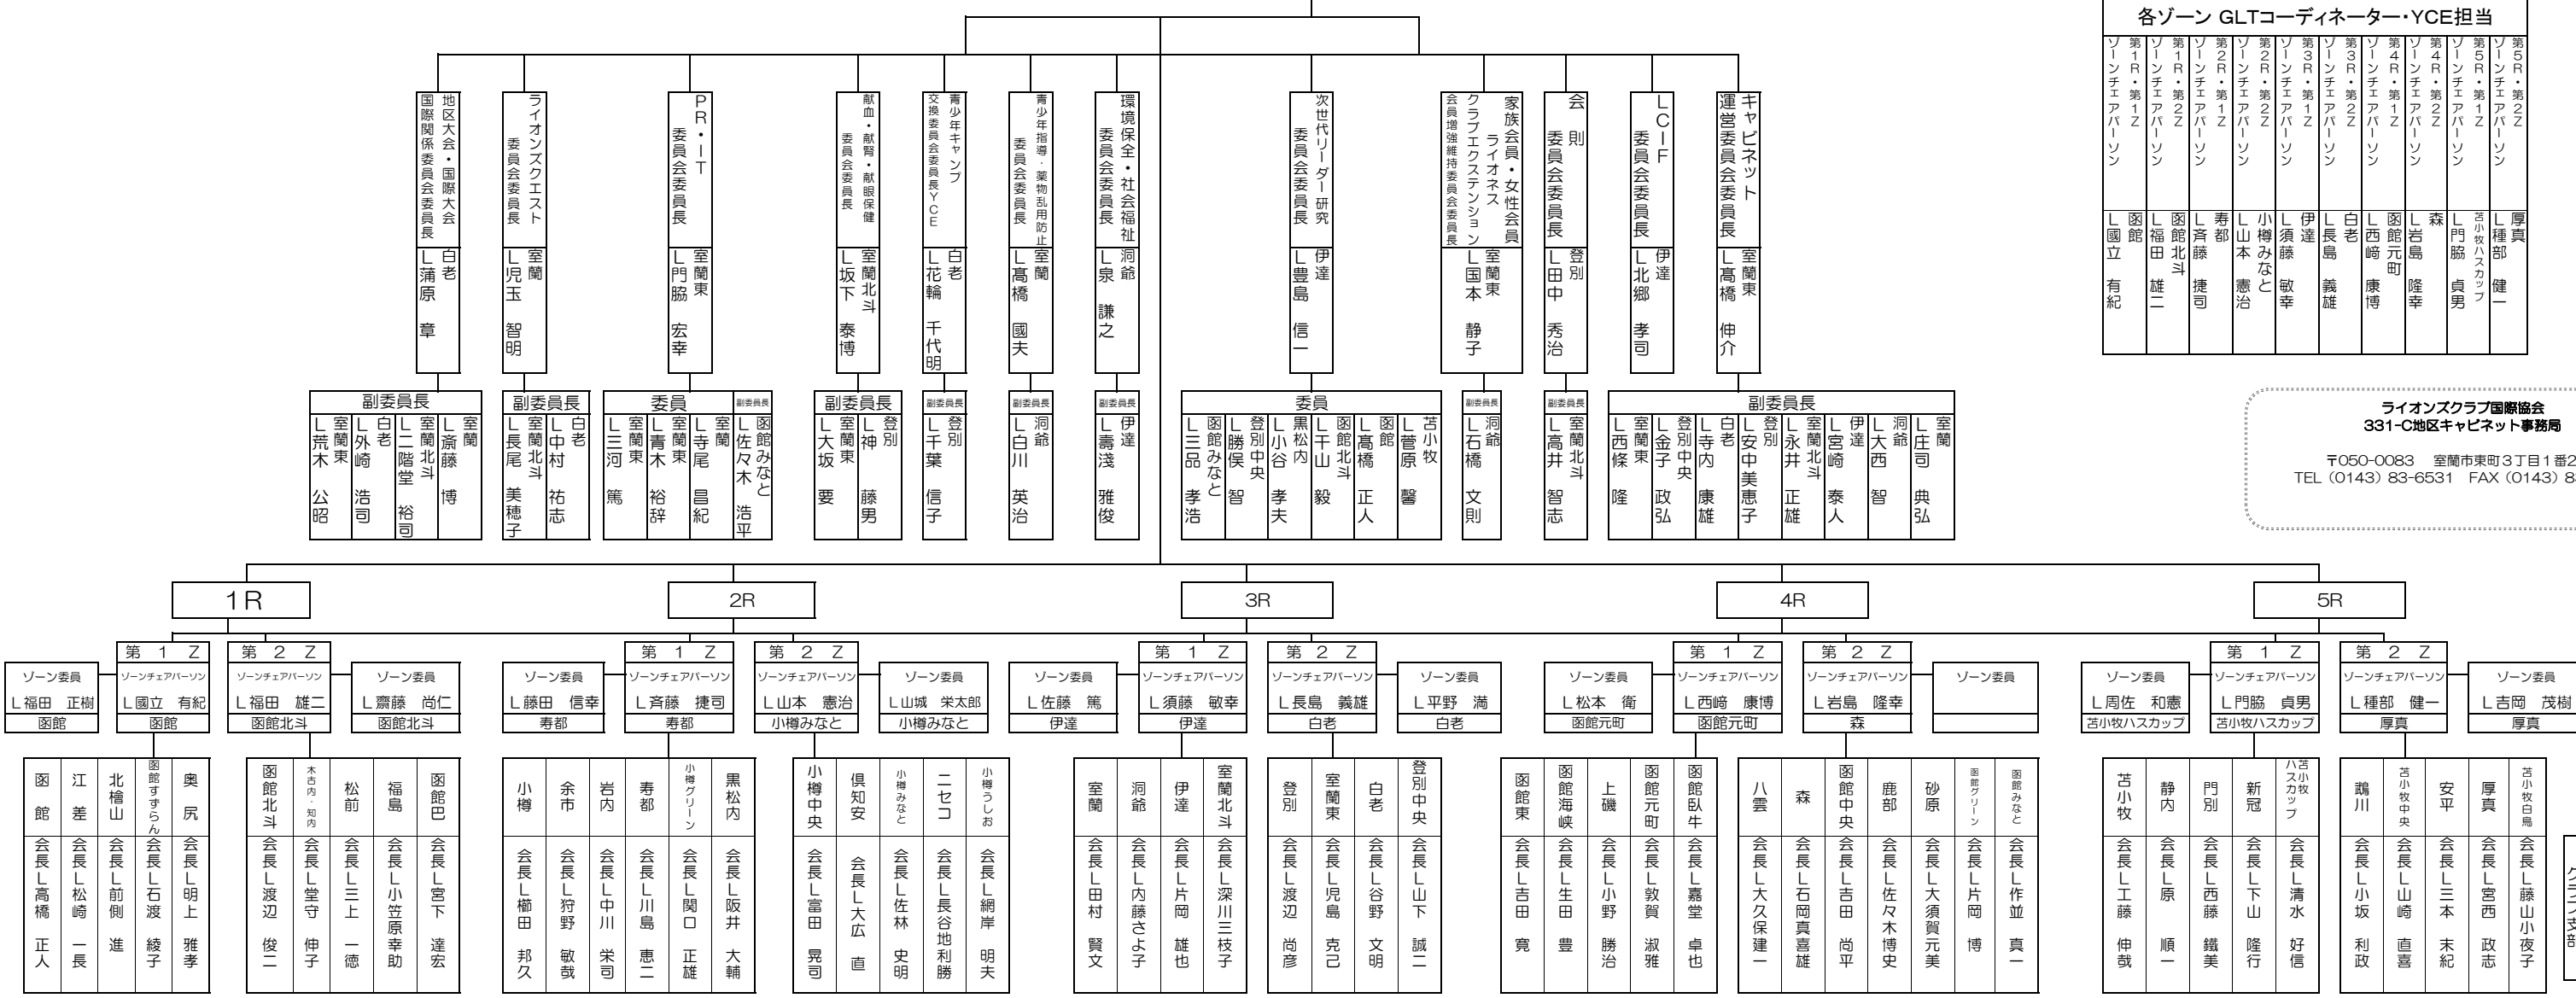 各ゾーン GLTコーディネーター・YCE担当
第1R・第1Z
ゾーンチェアパーソン
函館
L國立 有紀
第1R・第2Z
ゾーンチェアパーソン
函館北斗
L福田 雄二
第2R・第1Z
ゾーンチェアパーソン
寿都
L斉藤 捷司
第2R・第2Z
ゾーンチェアパーソン
小樽みなと
L山本 憲治
第3R・第1Z
ゾーンチェアパーソン
伊達
L須藤 敏幸
第3R・第2Z
ゾーンチェアパーソン
白老
L長島 義雄
第4R・第1Z
ゾーンチェアパーソン
函館元町
L西﨑 康博
第4R・第2Z
ゾーンチェアパーソン
森
L岩島 隆幸
第5R・第1Z
ゾーンチェアパーソン
苫小牧ハスカップ
L門脇 貞男
第5R・第2Z
ゾーンチェアパーソン
厚真
L種部 健一
地区大会・国際大会
国際関係委員会委員長
白老
L蒲原 章
ライオンズクエスト
委員会委員長
室蘭
L児玉 智明
PR・IT
委員会委員長
室蘭東
L門脇 宏幸
献血・献腎・献眼保健
委員会委員長
室蘭北斗
L坂下 泰博
青少年キャンプ
交換委員会委員長YCE
白老
L花輪 千代明
青少年指導・薬物乱用防止
委員会委員長
室蘭
L髙橋 國夫
環境保全・社会福祉
委員会委員長
洞爺
L泉 謙之
次世代リーダー研究
委員会委員長
伊達
L豊島 信一
家族会員・女性会員
ライオネス
クラブエクステンション
会員増強維持委員会委員長
室蘭東
L国本 静子
会 則
委員会委員長
登別
L田中 秀治
LCIF
委員会委員長
伊達
L北郷 孝司
キャビネット
運営委員会委員長
室蘭東
L髙橋 伸介
副委員長
室蘭東
L荒木 公昭
白老
L外崎 浩司
室蘭北斗
L二階堂 裕司
室蘭
L斎藤 博
副委員長
室蘭北斗
L長尾 美穂子
白老
L中村 祐志
委員
室蘭東
L三河 篤
室蘭東
L青木 裕辞
室蘭
L寺尾 昌紀
副委員長
函館みなと
L佐々木 浩平
副委員長
室蘭東
L大坂 要
登別
L神 藤男
副委員長
登別
L千葉 信子
副委員長
洞爺
L白川 英治
副委員長
伊達
L壽淺 雅俊
委員
函館みなと
L三品 孝浩
登別中央
L勝俣 智
黒松内
L小谷 孝夫
函館北斗
L干山 毅
函館
L髙橋 正人
苫小牧
L菅原 馨
副委員長
洞爺
L石橋 文則
副委員長
室蘭北斗
L高井 智志
副委員長
室蘭東
L西條 隆
登別中央
L金子 政弘
白老
L寺内 康雄
登別
L安中美恵子
室蘭北斗
L永井 正雄
伊達
L宮崎 泰人
洞爺
L大西 智
室蘭
L庄司 典弘
ライオンズクラブ国際協会
331-C地区キャビネット事務局
〒050-0083 室蘭市東町3丁目1番2
TEL (0143) 83-6531 FAX (0143) 8
1R
2R
3R
4R
5R
ゾーン委員
L福田 正樹
函館
第 1 Z
ゾーンチェアパーソン
L國立 有紀
函館
第 2 Z
ゾーンチェアパーソン
L福田 雄二
函館北斗
ゾーン委員
L齋藤 尚仁
函館北斗
ゾーン委員
L藤田 信幸
寿都
第 1 Z
ゾーンチェアパーソン
L斉藤 捷司
寿都
第 2 Z
ゾーンチェアパーソン
L山本 憲治
小樽みなと
ゾーン委員
L山城 栄太郎
小樽みなと
ゾーン委員
L佐藤 篤
伊達
第 1 Z
ゾーンチェアパーソン
L須藤 敏幸
伊達
第 2 Z
ゾーンチェアパーソン
L長島 義雄
白老
ゾーン委員
L平野 満
白老
ゾーン委員
L松本 衛
函館元町
第 1 Z
ゾーンチェアパーソン
L西﨑 康博
函館元町
第 2 Z
ゾーンチェアパーソン
L岩島 隆幸
森
ゾーン委員
ゾーン委員
L周佐 和憲
苫小牧ハスカップ
第 1 Z
ゾーンチェアパーソン
L門脇 貞男
苫小牧ハスカップ
第 2 Z
ゾーンチェアパーソン
L種部 健一
厚真
ゾーン委員
L吉岡 茂樹
厚真
函 館
会長L高橋 正人
江 差
会長L松崎 一長
北檜山
会長L前側 進
函館すずらん
会長L石渡 綾子
奥 尻
会長L明上 雅孝
函館北斗
会長L渡辺 俊二
木古内・知内
会長L堂守 伸子
松前
会長L三上 一徳
福島
会長L小笠原幸助
函館巴
会長L宮下 達宏
小樽
会長L櫛田 邦久
余市
会長L狩野 敏哉
岩内
会長L中川 栄司
寿都
会長L川島 恵二
小樽グリーン
会長L関口 正雄
黒松内
会長L阪井 大輔
小樽中央
会長L富田 晃司
倶知安
会長L大広 直
小樽みなと
会長L佐林 史明
ニセコ
会長L長谷地利勝
小樽うしお
会長L網岸 明夫
室蘭
会長L田村 賢文
洞爺
会長L内藤さよ子
伊達
会長L片岡 雄也
室蘭北斗
会長L深川三枝子
登別
会長L渡辺 尚彦
室蘭東
会長L児島 克己
白老
会長L谷野 文明
登別中央
会長L山下 誠二
函館東
会長L吉田 寛
函館海峡
会長L生田 豊
上磯
会長L小野 勝治
函館元町
会長L敦賀 淑雅
函館臥牛
会長L嘉堂 卓也
八雲
会長L大久保建一
森
会長L石岡真喜雄
函館中央
会長L吉田 尚平
鹿部
会長L佐々木博史
砂原
会長L大須賀元美
函館グリーン
会長L片岡 博
函館みなと
会長L作並 真一
苫小牧
会長L工藤 伸哉
静内
会長L原 順一
門別
会長L西藤 鐵美
新冠
会長L下山 隆行
苫小牧
ハスカップ
会長L清水 好信
鵡川
会長L小坂 利政
苫小牧中央
会長L山崎 直喜
安平
会長L三本 末紀
厚真
会長L宮西 政志
苫小牧白鳥
会長L藤山小夜子
クラブ支部